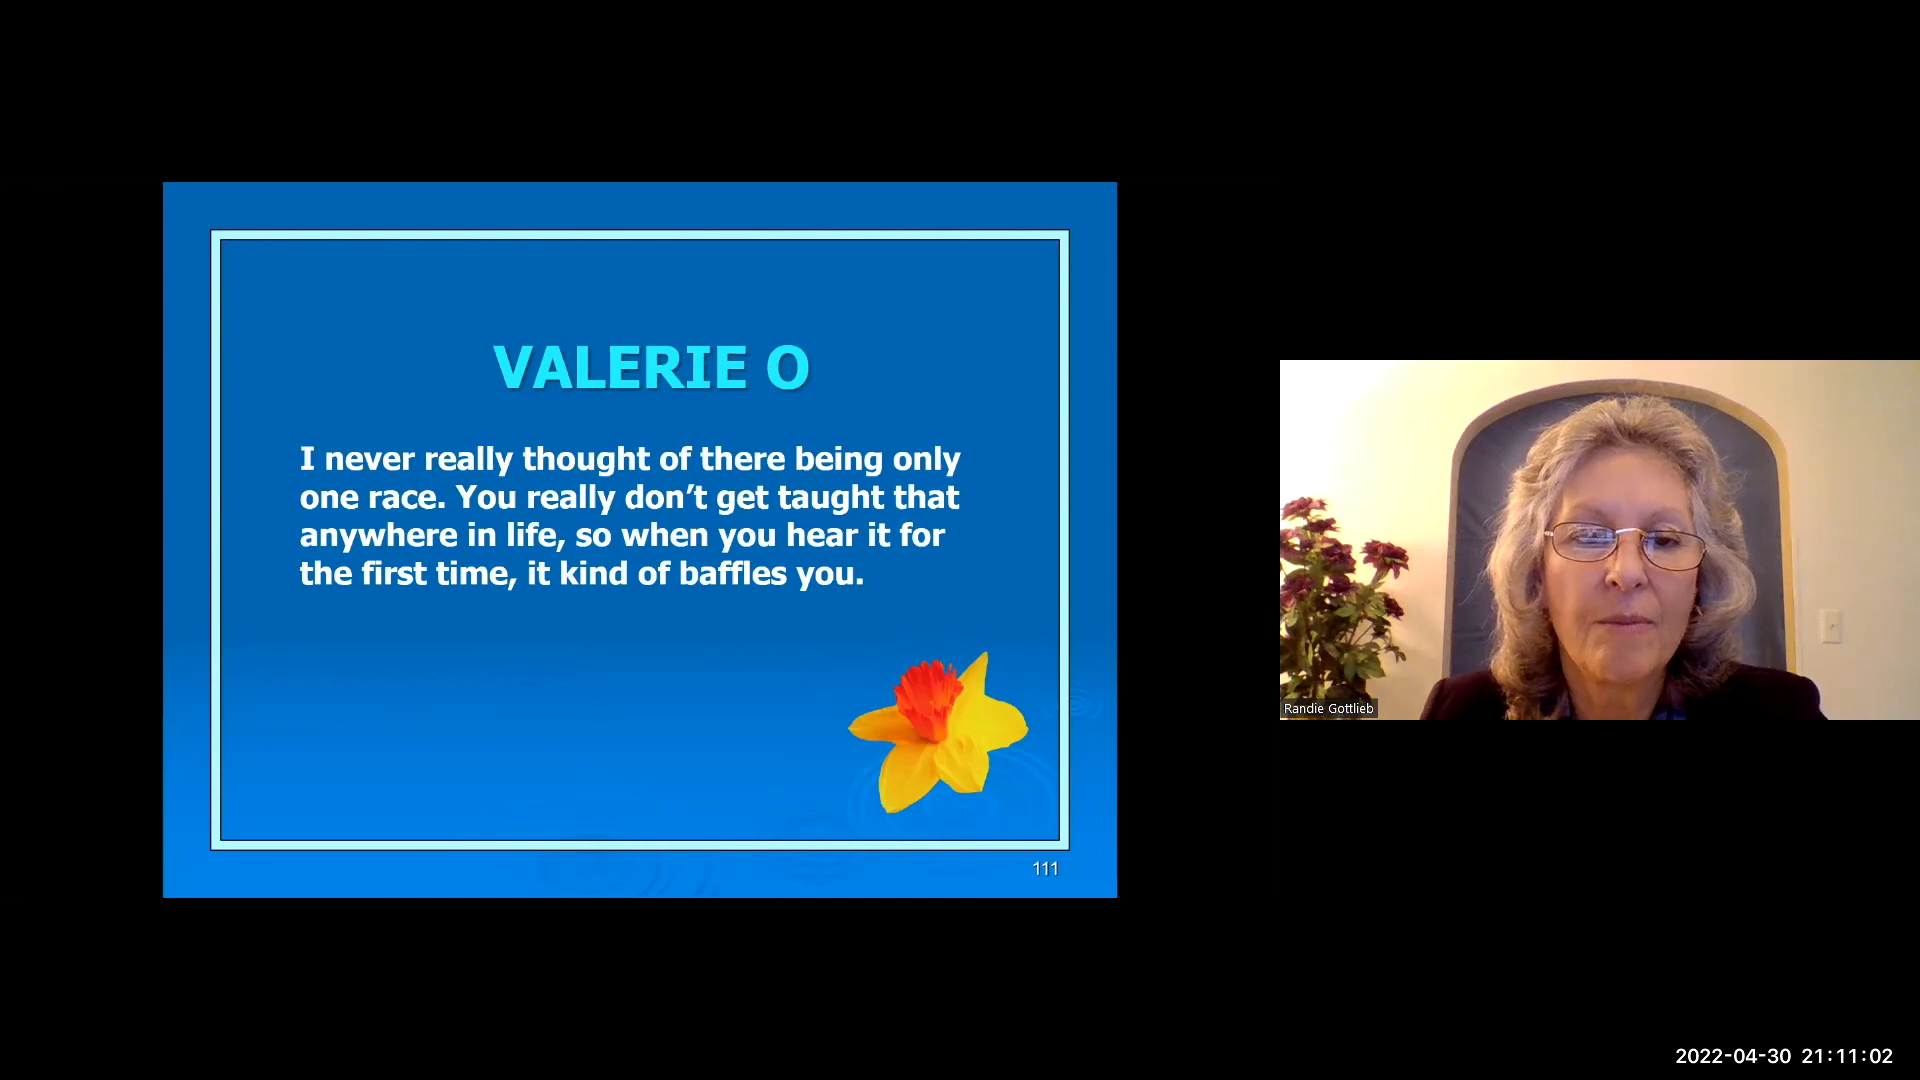 VALERIE O
I never really thought of there being only
one race. You really don’t get taught that
anywhere in life, so when you hear it for
the first time, it kind of baffles you.
111
Randie Gottlieb
2022-04-30 21:11:02